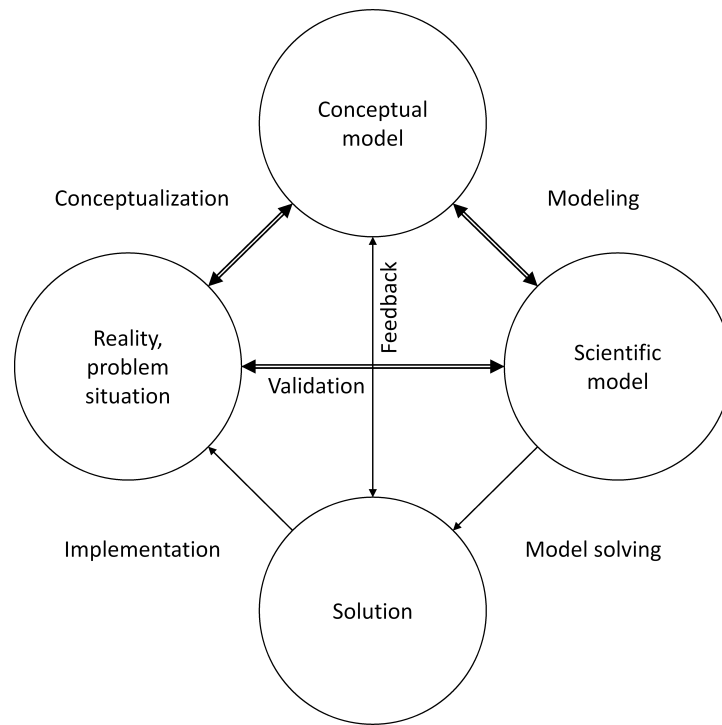 Conceptual
model
Conceptualization
Modeling
Feedback
Reality,
problem
situation
Scientific
model
Validation
Implementation
Model solving
Solution